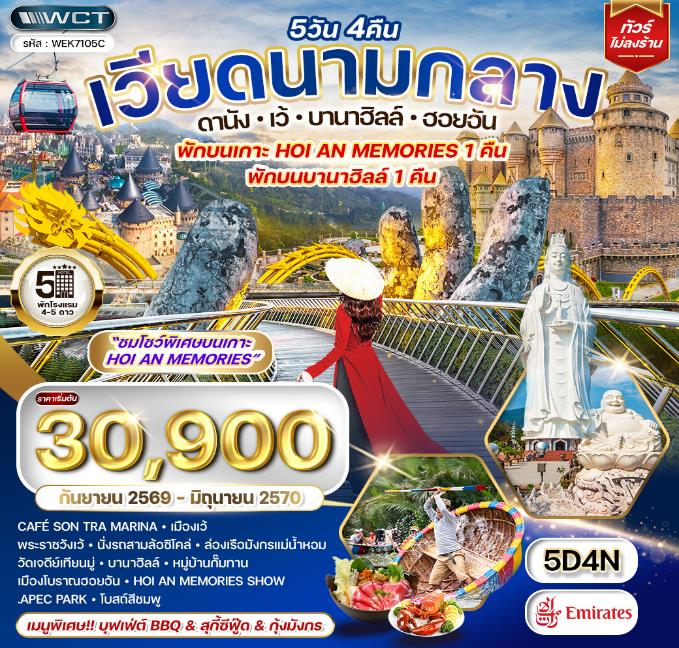 WCT
รหัส : WEK7105C
5วัน 4คืน
ทัวร์
ไม่ลงร้าน
เวียดนามกลาง
ดานัง • เว้ • บานาฮิลล์ • ฮอยอัน
พักบนเกาะ HOI AN MEMORIES 1 คืน
พักบนบานาฮิลล์ 1 คืน
5
HOTEL
พักโรงแรม
4-5 ดาว
"ชมโชว์พิเศษบนเกาะ
HOI AN MEMORIES"
ราคาเริ่มต้น
30,900
กันยายน 2569 - มิถุนายน 2570
CAFÉ SON TRA MARINA • เมืองเว้
พระราชวังเว้ • นั่งรถสามล้อซิโคล่ • ล่องเรือมังกรแม่น้ำหอม
วัดเจดีย์เทียนมู่ • บานาฮิลล์ • หมู่บ้านกั๊มทาน
เมืองโบราณฮอยอัน • HOI AN MEMORIES SHOW
.APEC PARK • โบสถ์สีชมพู
เมนูพิเศษ!! บุฟเฟ่ต์ BBQ & สุกี้ซีฟู้ด & กุ้งมังกร
5D4N
Emirates